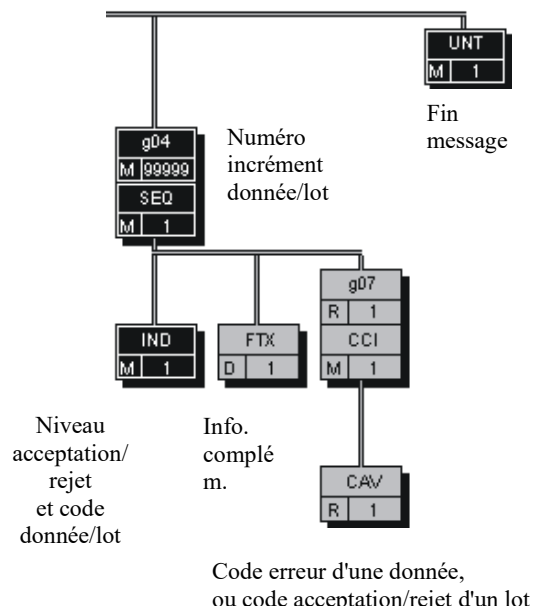 UNT
M 1
Fin
message
g04
M 99999
SEQ
M 1
Numéro
incrément
donnée/lot
g07
R 1
CCI
M 1
IND
M 1
FTX
D 1
Niveau
acceptation/
rejet
et code
donnée/lot
Info.
complé
m.
CAV
R 1
Code erreur d'une donnée,
ou code acceptation/rejet d'un lot